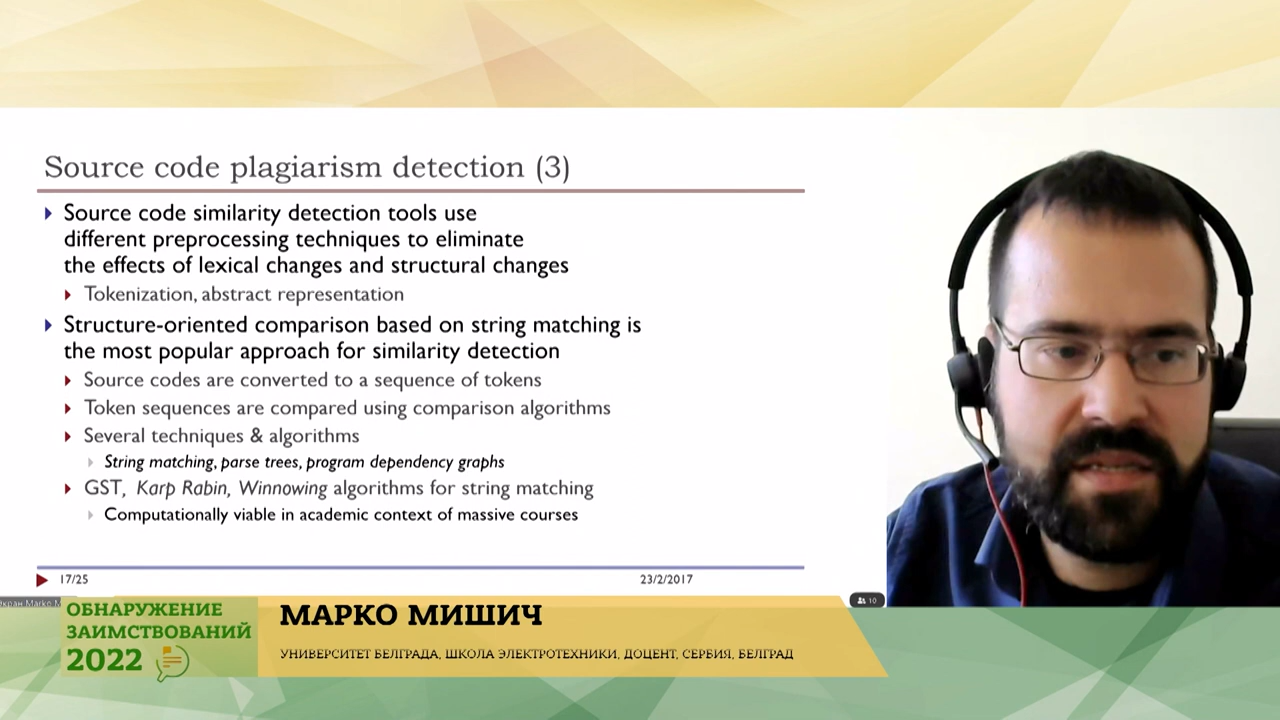 Source code plagiarism detection (3)
Source code similarity detection tools use
different preprocessing techniques to eliminate
the effects of lexical changes and structural changes
Tokenization, abstract representation
Structure-oriented comparison based on string matching is
the most popular approach for similarity detection
Source codes are converted to a sequence of tokens
Token sequences are compared using comparison algorithms
Several techniques & algorithms
String matching, parse trees, program dependency graphs
GST, Karp Rabin, Winnowing algorithms for string matching
Computationally viable in academic context of massive courses
17/25
23/2/2017
Marko
10
ОБНАРУЖЕНИЕ
ЗАИМСТВОВАНИЙ
2022
МАРКО МИШИЧ
УНИВЕРСИТЕТ БЕЛГРАДА, ШКОЛА ЭЛЕКТРОТЕХНИКИ, ДОЦЕНТ, СЕРБИЯ, БЕЛГРАД